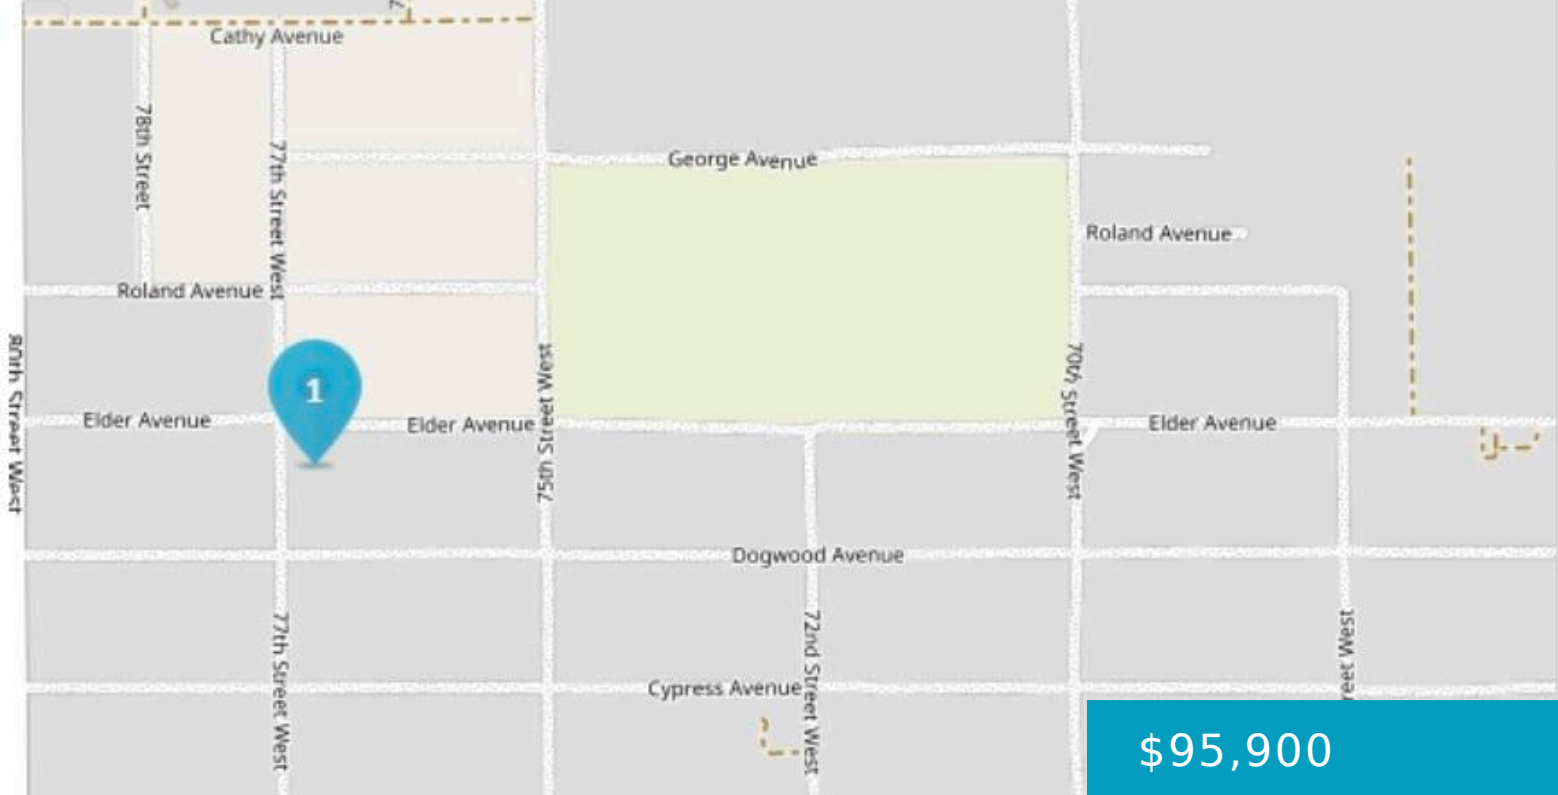 Cathy Avenue
78th Street
77th Street West
George Avenue
Roland Avenue
Roland Avenue
80th Street West
1
Elder Avenue
Elder Avenue
75th Street West
70th Street West
Elder Avenue
Dogwood Avenue
77th Street West
72nd Street West
Cypress Avenue
West
$95,900